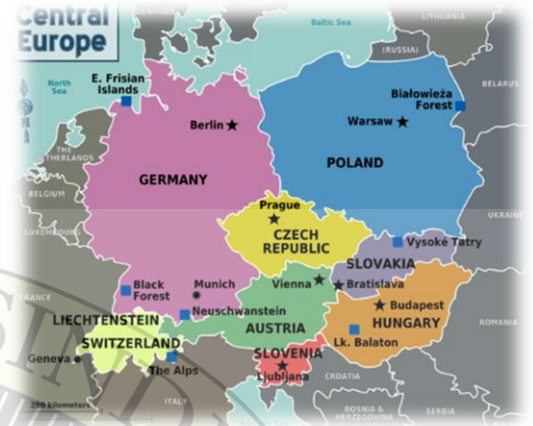 Central
Europe
Baltic Sea
LITHUANIA
(RUSSIA)
North
Sea
E. Frisian
Islands
BELARUS
Białowieża
Forest
Berlin
Warsaw
THE
NETHERLANDS
POLAND
GERMANY
BELGIUM
Prague
UKRAINE
LUXEMBOURG
CZECH
REPUBLIC
Vysoké Tatry
SLOVAKIA
Black
Forest
Munich
Vienna
Bratislava
FRANCE
Neuschwanstein
Budapest
LIECHTENSTEIN
AUSTRIA
HUNGARY
ROMANIA
SWITZERLAND
Lk. Balaton
Geneva
SLOVENIA
The Alps
Ljubljana
CROATIA
250 kilometers
ITALY
BOSNIA &
HERZEGOVINA
SERBIA